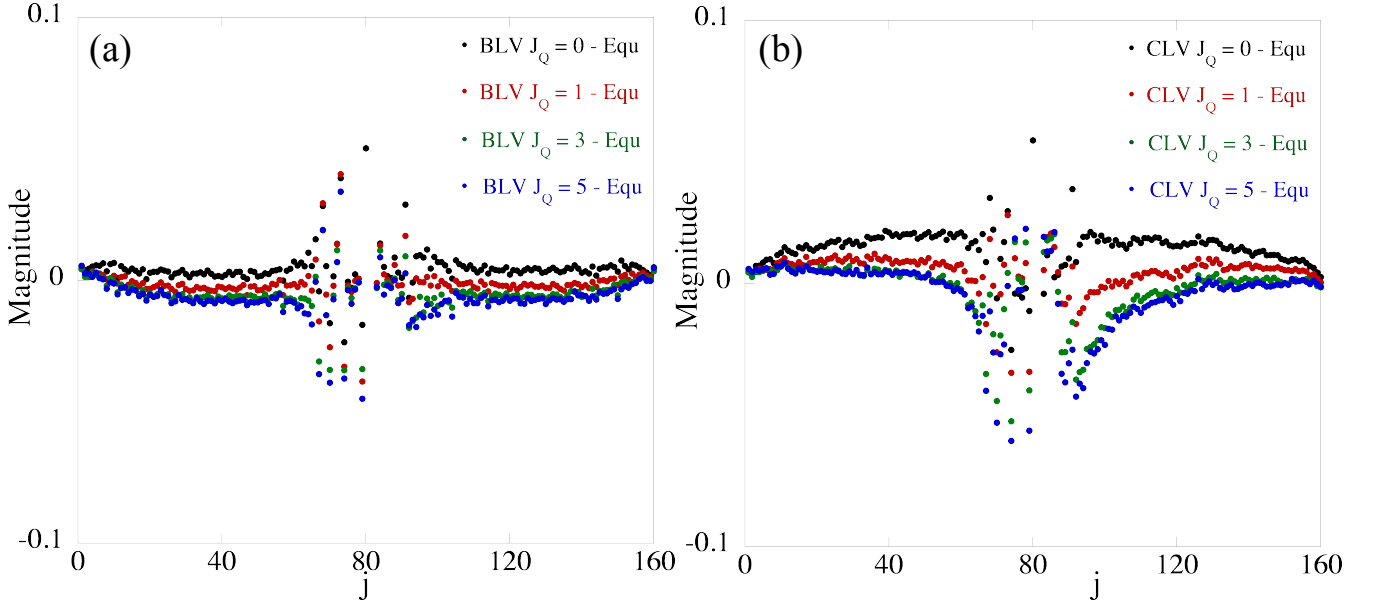 0.1
(a)
BLV J_Q = 0 - Equ
BLV J_Q = 1 - Equ
BLV J_Q = 3 - Equ
BLV J_Q = 5 - Equ
Magnitude
0
-0.1
0 40 80 120 160
j
0.1
(b)
CLV J_Q = 0 - Equ
CLV J_Q = 1 - Equ
CLV J_Q = 3 - Equ
CLV J_Q = 5 - Equ
Magnitude
0
-0.1
0 40 80 120 160
j